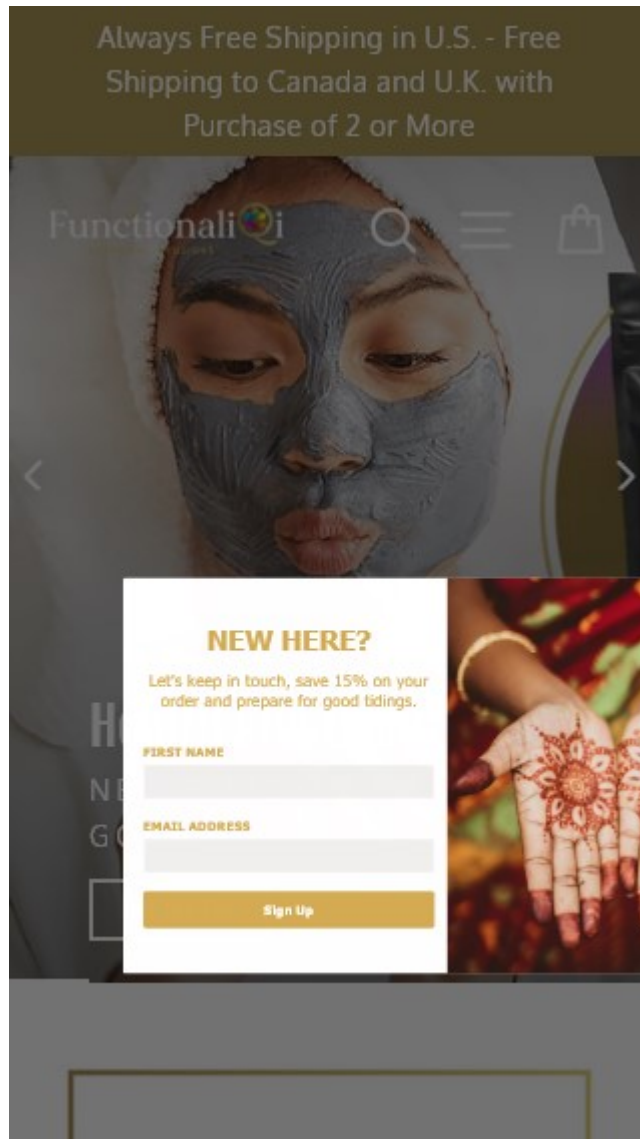 Always Free Shipping in U.S. - Free
Shipping to Canada and U.K. with
Purchase of 2 or More
FunctionaliQi
NEW HERE?
Let's keep in touch, save 15% on your
order and prepare for good tidings.
FIRST NAME
EMAIL ADDRESS
Sign Up